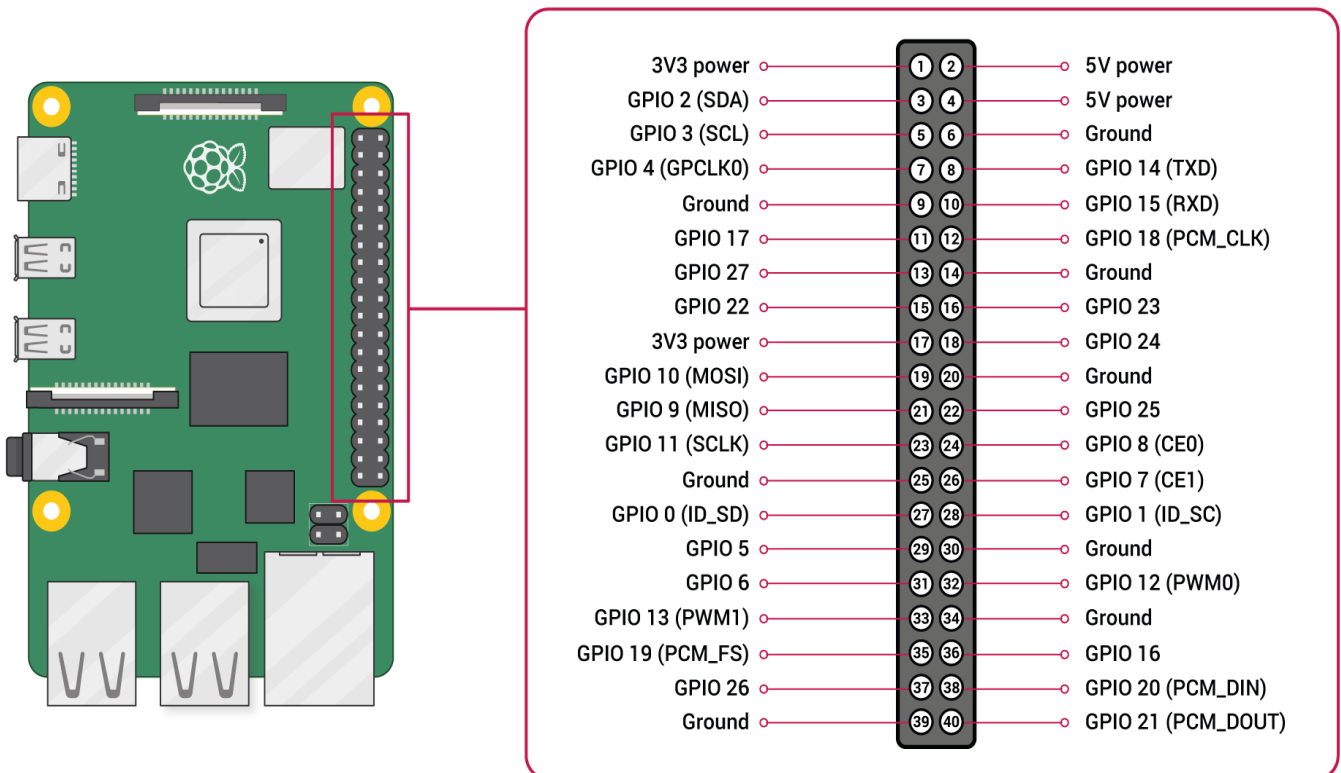 3V3 power 1 2 5V power
GPIO 2 (SDA) 3 4 5V power
GPIO 3 (SCL) 5 6 Ground
GPIO 4 (GPCLK0) 7 8 GPIO 14 (TXD)
Ground 9 10 GPIO 15 (RXD)
GPIO 17 11 12 GPIO 18 (PCM_CLK)
GPIO 27 13 14 Ground
GPIO 22 15 16 GPIO 23
3V3 power 17 18 GPIO 24
GPIO 10 (MOSI) 19 20 Ground
GPIO 9 (MISO) 21 22 GPIO 25
GPIO 11 (SCLK) 23 24 GPIO 8 (CE0)
Ground 25 26 GPIO 7 (CE1)
GPIO 0 (ID_SD) 27 28 GPIO 1 (ID_SC)
GPIO 5 29 30 Ground
GPIO 6 31 32 GPIO 12 (PWM0)
GPIO 13 (PWM1) 33 34 Ground
GPIO 19 (PCM_FS) 35 36 GPIO 16
GPIO 26 37 38 GPIO 20 (PCM_DIN)
Ground 39 40 GPIO 21 (PCM_DOUT)